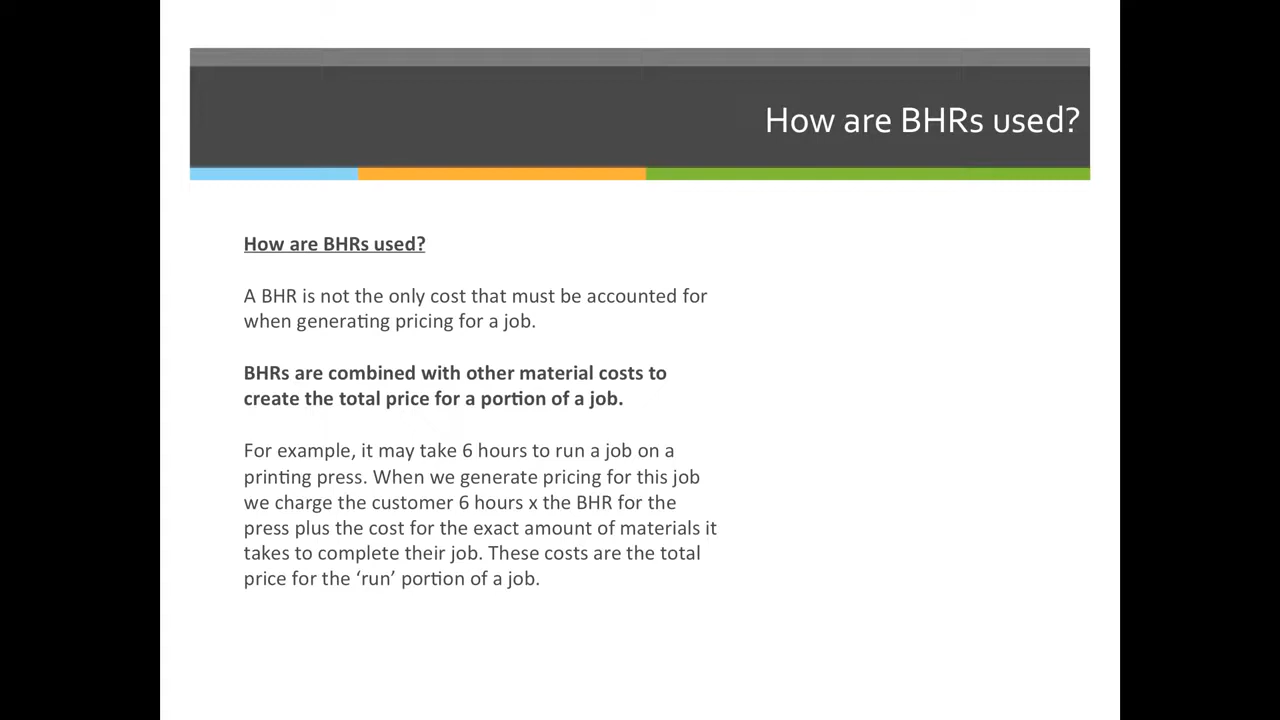 How are BHRs used?
How are BHRs used?
A BHR is not the only cost that must be accounted for
when generating pricing for a job.
BHRs are combined with other material costs to
create the total price for a portion of a job.
For example, it may take 6 hours to run a job on a
printing press. When we generate pricing for this job
we charge the customer 6 hours x the BHR for the
press plus the cost for the exact amount of materials it
takes to complete their job. These costs are the total
price for the ‘run’ portion of a job.